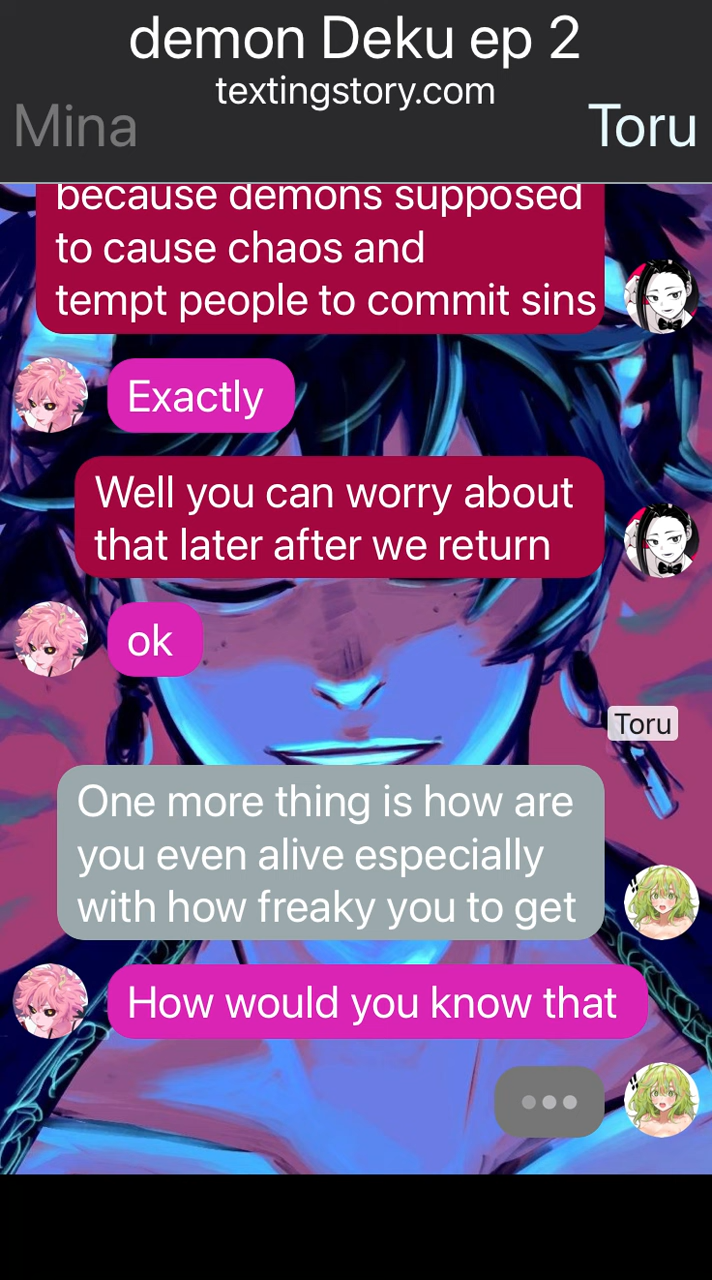 demon Deku ep 2
textingstory.com
Mina
Toru
because demons supposed
to cause chaos and
tempt people to commit sins
Exactly
Well you can worry about
that later after we return
ok
Toru
One more thing is how are
you even alive especially
with how freaky you to get
How would you know that